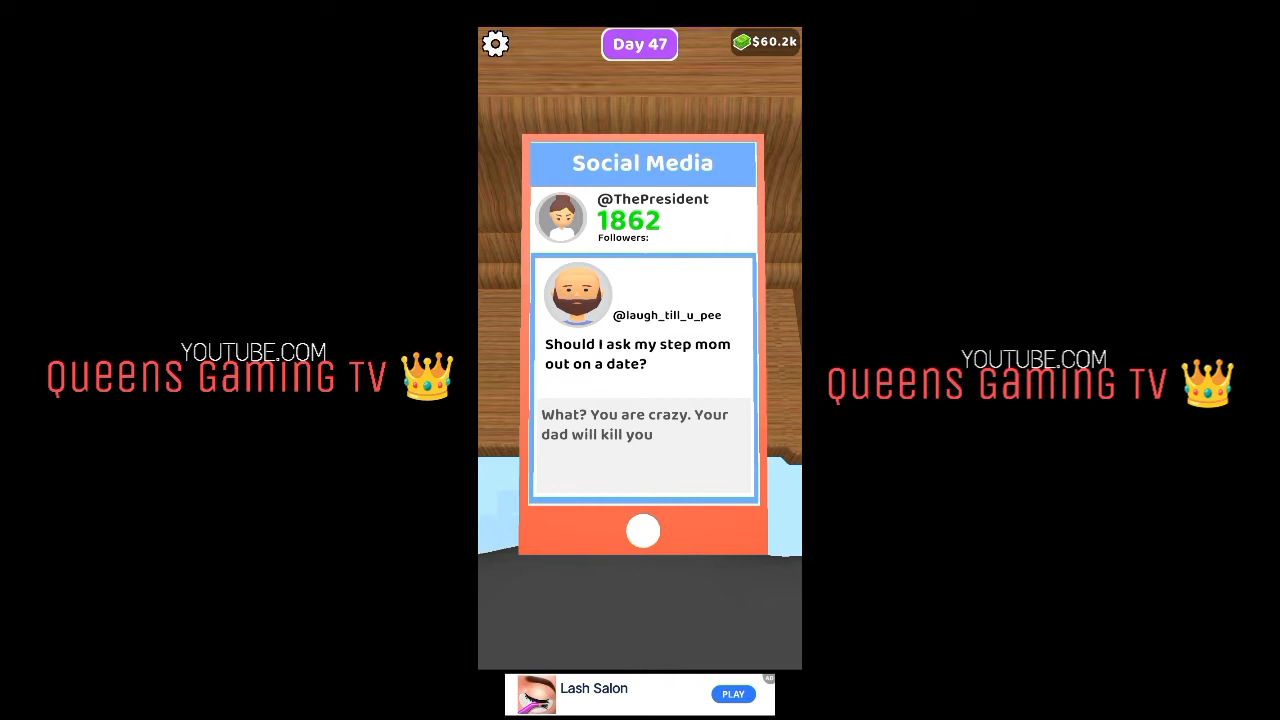 Day 47
$60.2k
Social Media
@ThePresident
1862
Followers:
@laugh_till_u_pee
Should I ask my step mom
out on a date?
What? You are crazy. Your
dad will kill you
YOUTUBE.COM
QUEENS GAMING TV
YOUTUBE.COM
QUEENS GAMING TV
Lash Salon
PLAY
AD